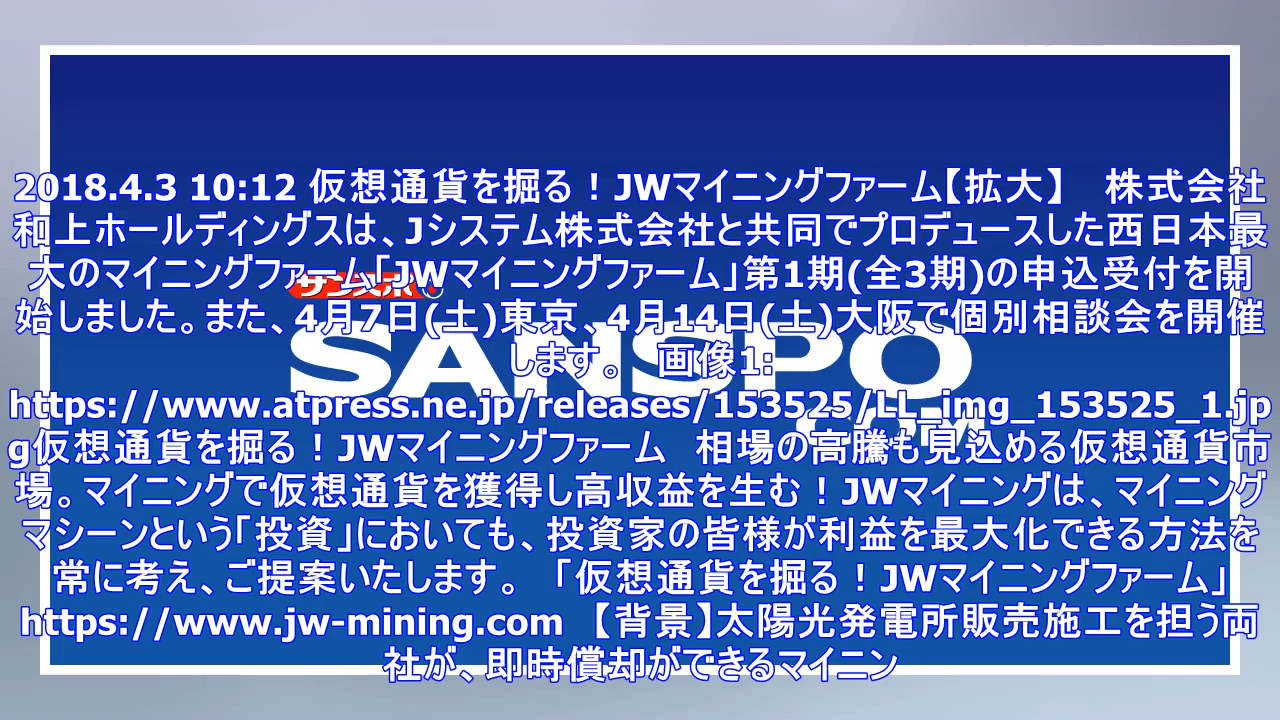 2018.4.3 10:12 仮想通貨を掘る！JWマイニングファーム【拡大】　株式会社
和上ホールディングスは、Jシステム株式会社と共同でプロデュースした西日本最
大のマイニングファーム「JWマイニングファーム」第1期(全3期)の申込受付を開
始しました。また、4月7日(土)東京、4月14日(土)大阪で個別相談会を開催
します。　画像1:
https://www.atpress.ne.jp/releases/153525/LL_img_153525_1.jp
g仮想通貨を掘る！JWマイニングファーム　相場の高騰も見込める仮想通貨市
場。マイニングで仮想通貨を獲得し高収益を生む！JWマイニングは、マイニング
マシーンという「投資」においても、投資家の皆様が利益を最大化できる方法を
常に考え、ご提案いたします。　「仮想通貨を掘る！JWマイニングファーム」
https://www.jw-mining.com　【背景】太陽光発電所販売施工を担う両
社が、即時償却ができるマイニン
サンスポ
SANSPO
.COM